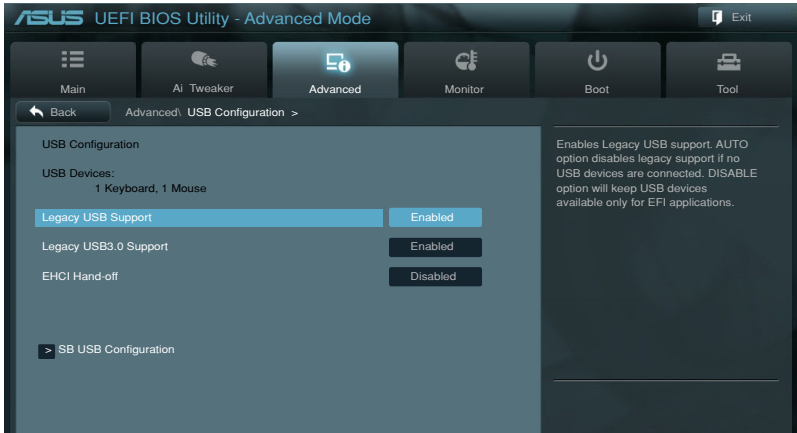 ASUS UEFI BIOS Utility - Advanced Mode
Exit
Main
Ai Tweaker
Advanced
Monitor
Boot
Tool
Back
Advanced\ USB Configuration >
USB Configuration
USB Devices:
1 Keyboard, 1 Mouse
Legacy USB Support Enabled
Legacy USB3.0 Support Enabled
EHCI Hand-off Disabled
> SB USB Configuration
Enables Legacy USB support. AUTO
option disables legacy support if no
USB devices are connected. DISABLE
option will keep USB devices
available only for EFI applications.